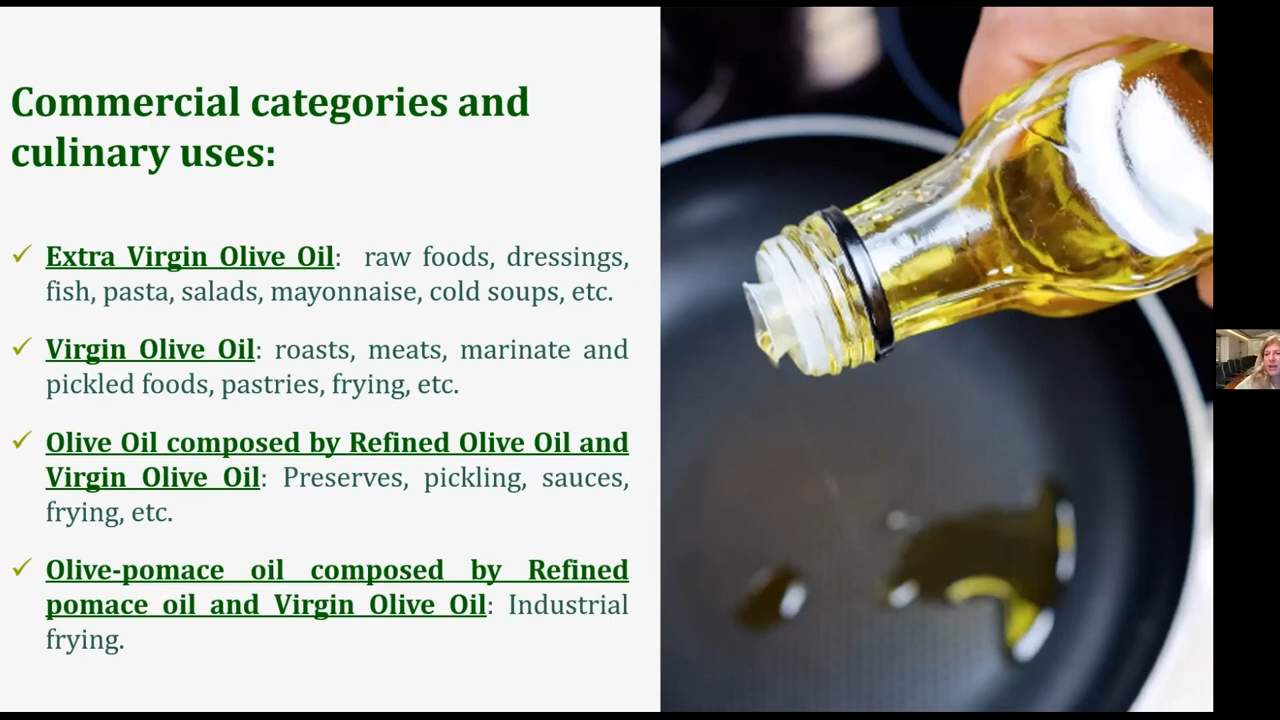 Commercial categories and
culinary uses:
✓ Extra Virgin Olive Oil: raw foods, dressings,
fish, pasta, salads, mayonnaise, cold soups, etc.
✓ Virgin Olive Oil: roasts, meats, marinate and
pickled foods, pastries, frying, etc.
✓ Olive Oil composed by Refined Olive Oil and
Virgin Olive Oil: Preserves, pickling, sauces,
frying, etc.
✓ Olive-pomace oil composed by Refined
pomace oil and Virgin Olive Oil: Industrial
frying.